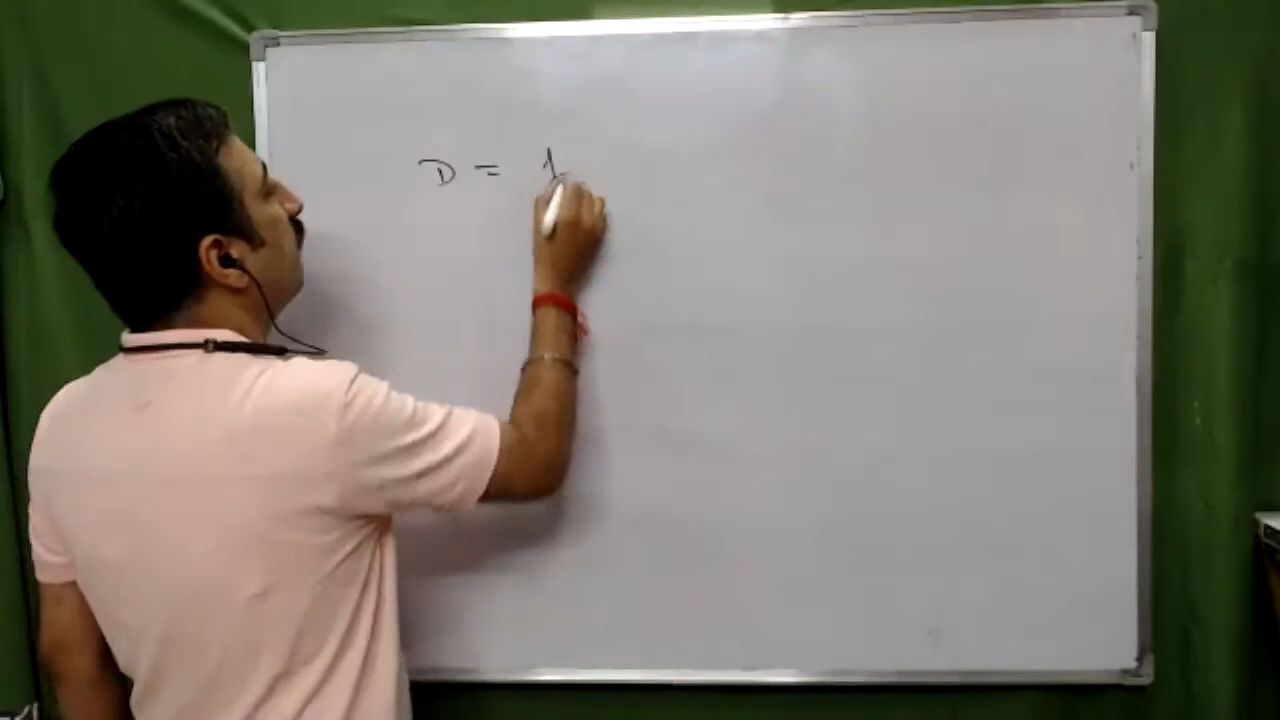 D = 1